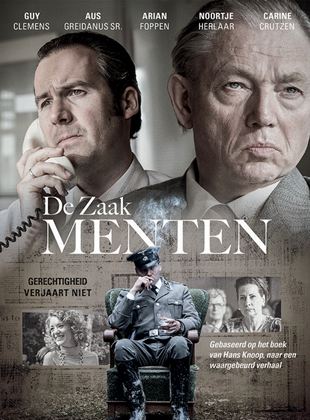 GUY AUS ARIAN NOORTJE CARINE
CLEMENS GREIDANUS SR. FOPPEN HERLAAR CRUTZEN
De Zaak
MENTEN
GERECHTIGHEID
VERJAART NIET
Gebaseerd op het boek
van Hans Knoop, naar een
waargebeurd verhaal